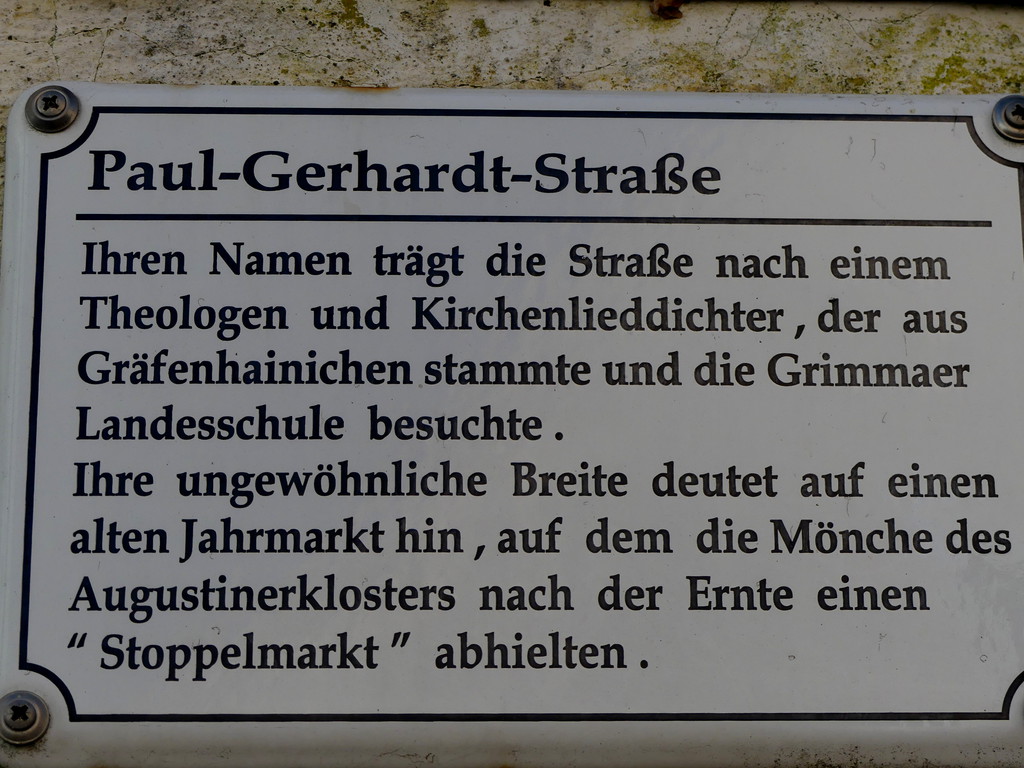 Paul-Gerhardt-Straße
Ihren Namen trägt die Straße nach einem
Theologen und Kirchenlieddichter , der aus
Gräfenhainichen stammte und die Grimmaer
Landesschule besuchte .
Ihre ungewöhnliche Breite deutet auf einen
alten Jahrmarkt hin , auf dem die Mönche des
Augustinerklosters nach der Ernte einen
“ Stoppelmarkt ” abhielten .